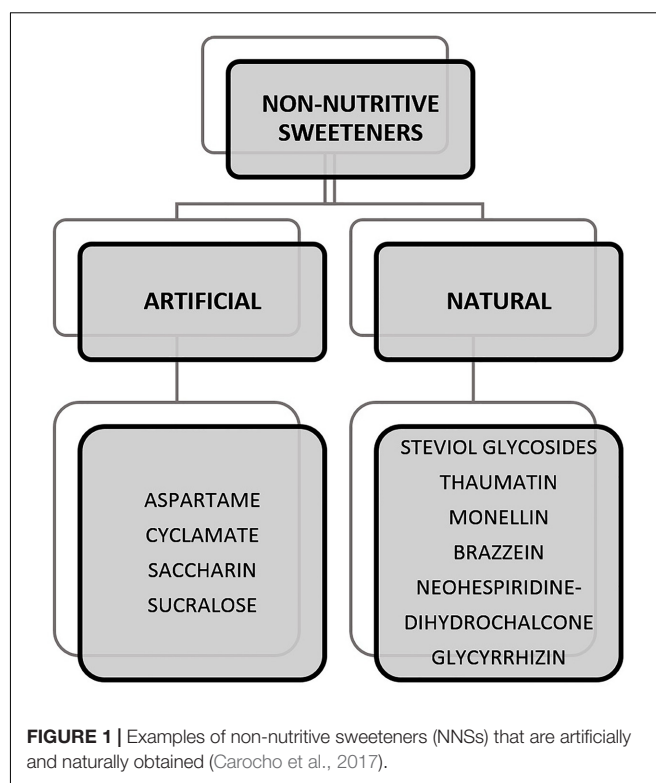 NON-NUTRITIVE
SWEETENERS
ARTIFICIAL
NATURAL
ASPARTAME
CYCLAMATE
SACCHARIN
SUCRALOSE
STEVIOL GLYCOSIDES
THAUMATIN
MONELLIN
BRAZZEIN
NEOHESPIRIDINE-
DIHYDROCHALCONE
GLYCYRRHIZIN
FIGURE 1 | Examples of non-nutritive sweeteners (NNSs) that are artificially
and naturally obtained (Carocho et al., 2017).